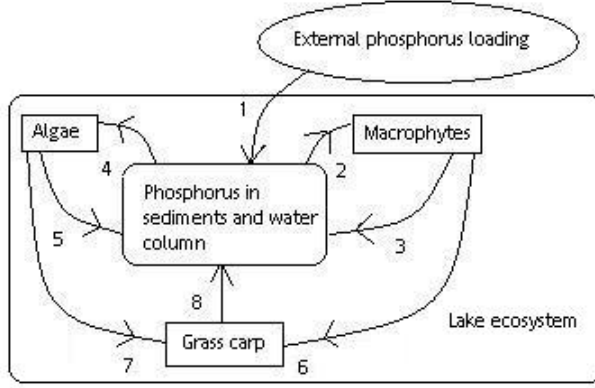 External phosphorus loading
1
Algae
Macrophytes
4
2
Phosphorus in
sediments and water
column
5
3
8
Lake ecosystem
Grass carp
7
6